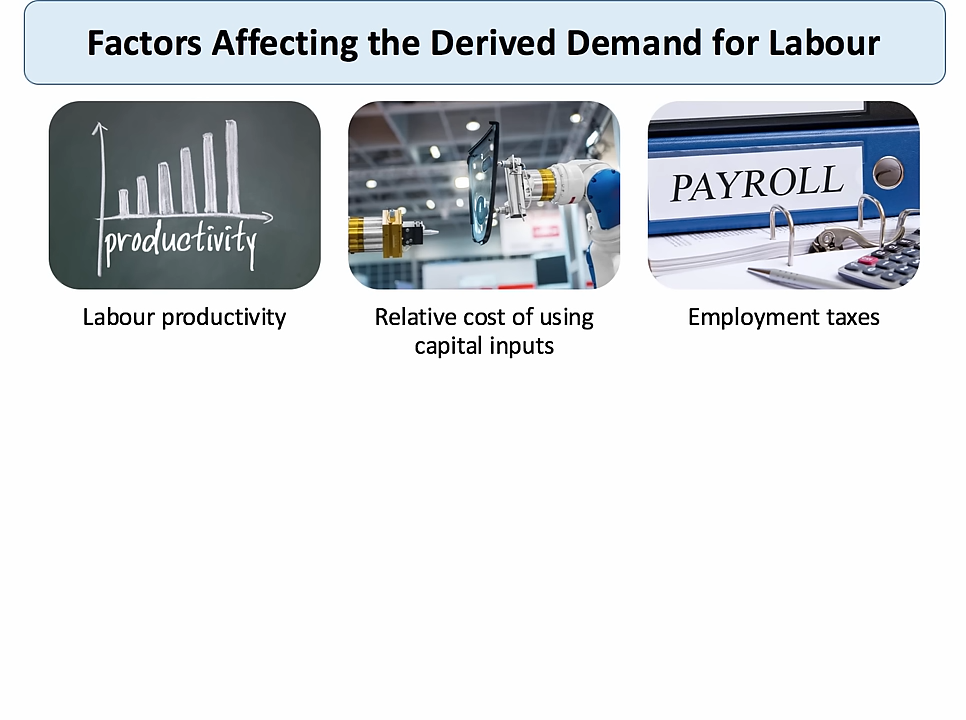 Factors Affecting the Derived Demand for Labour
productivity
PAYROLL
Labour productivity
Relative cost of using
capital inputs
Employment taxes